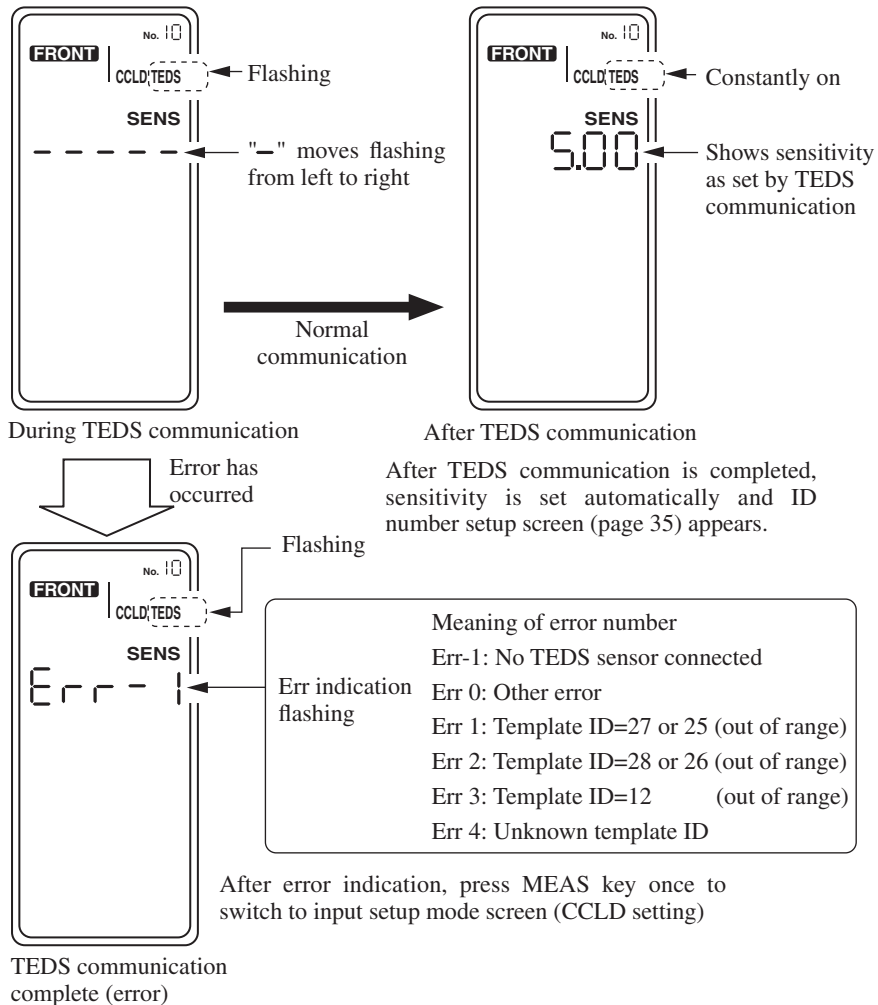 No. 10
FRONT
CCLD TEDS
Flashing
SENS
- - - - -
"–" moves flashing
from left to right
No. 10
FRONT
CCLD TEDS
Constantly on
SENS
5.00
Shows sensitivity
as set by TEDS
communication
Normal
communication
During TEDS communication
After TEDS communication
After TEDS communication is completed,
sensitivity is set automatically and ID
number setup screen (page 35) appears.
Error has
occurred
No. 10
FRONT
CCLD TEDS
Flashing
SENS
Err-1
Err indication
flashing
Meaning of error number
Err-1: No TEDS sensor connected
Err 0: Other error
Err 1: Template ID=27 or 25 (out of range)
Err 2: Template ID=28 or 26 (out of range)
Err 3: Template ID=12 (out of range)
Err 4: Unknown template ID
After error indication, press MEAS key once to
switch to input setup mode screen (CCLD setting)
TEDS communication
complete (error)